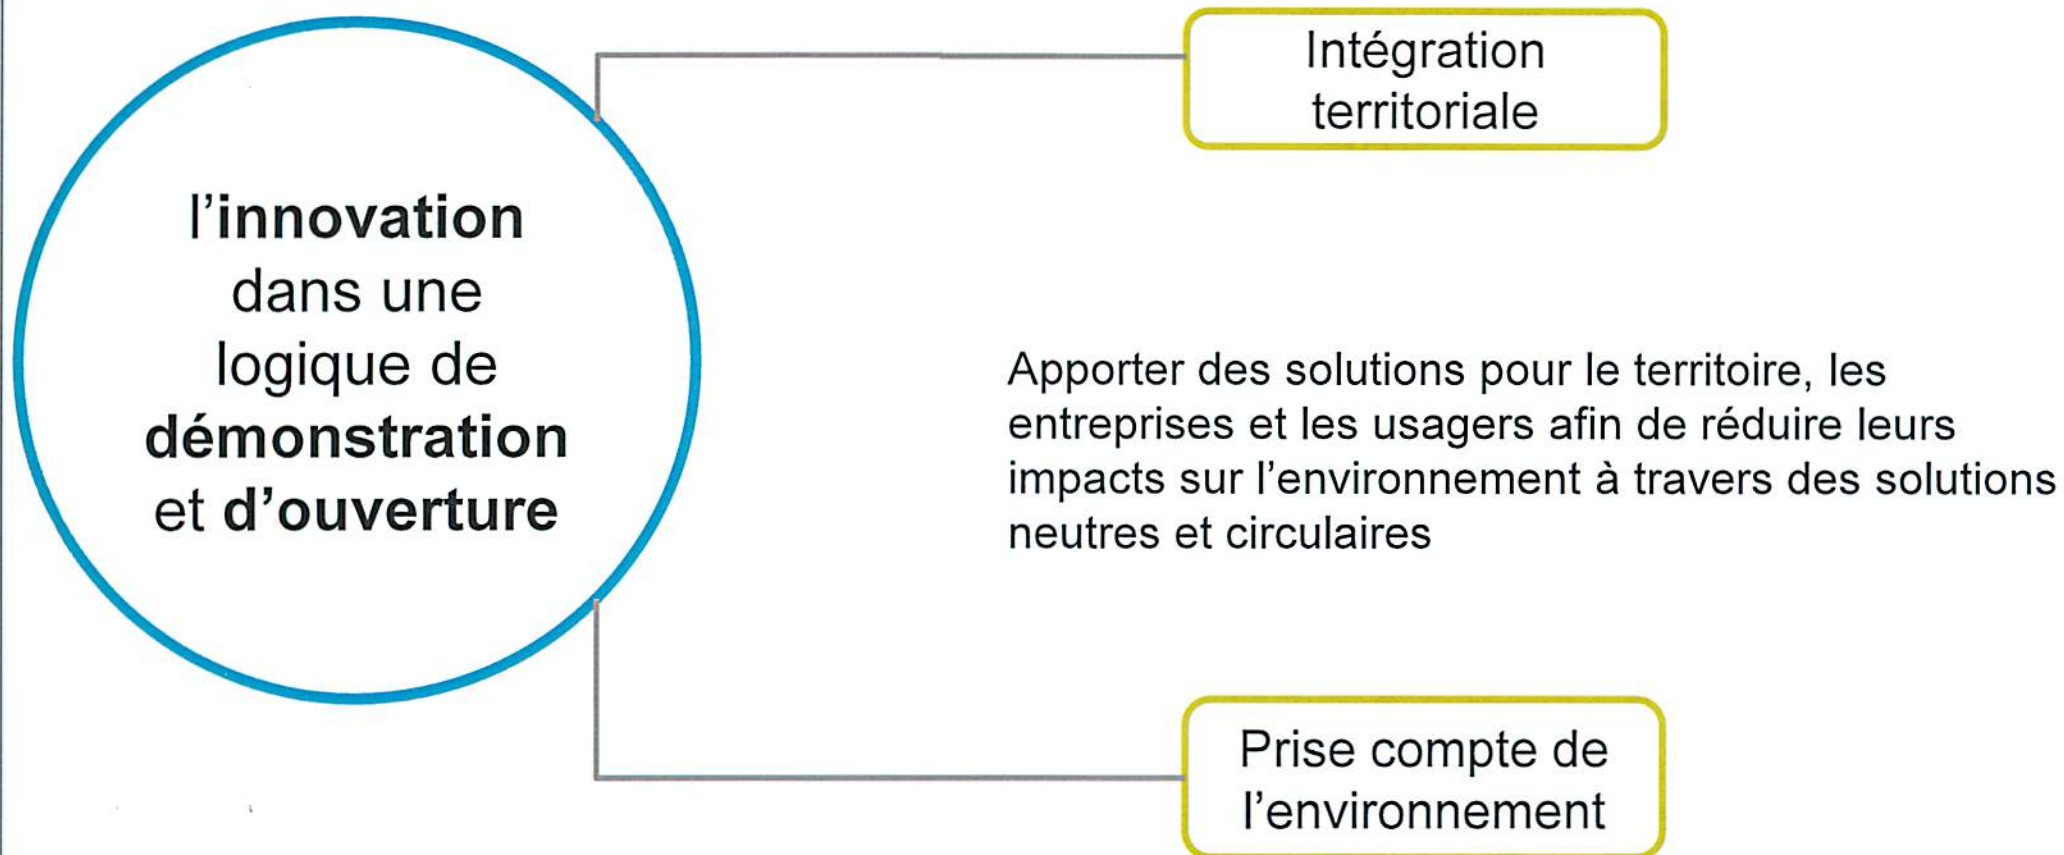 l'innovation
dans une
logique de
démonstration
et d'ouverture
Intégration
territoriale
Apporter des solutions pour le territoire, les
entreprises et les usagers afin de réduire leurs
impacts sur l'environnement à travers des solutions
neutres et circulaires
Prise compte de
l'environnement